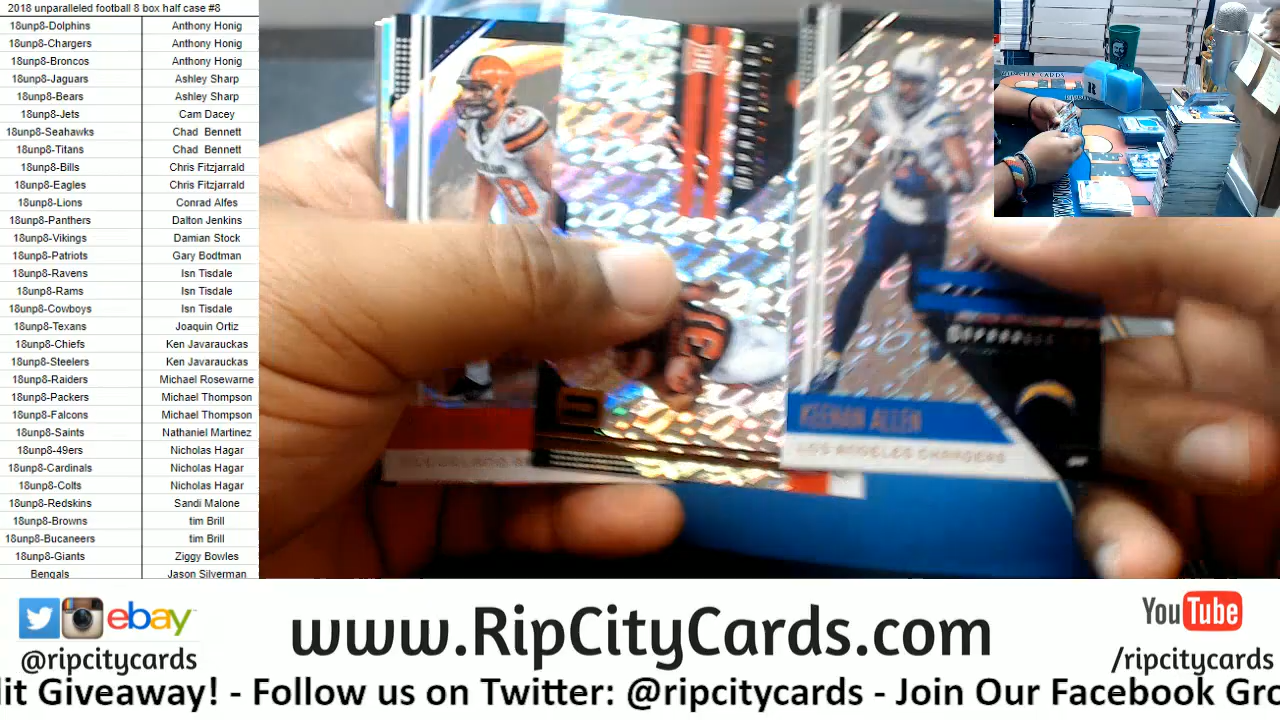 2018 unparalleled football 8 box half case #8
18unp8-Dolphins Anthony Honig
18unp8-Chargers Anthony Honig
18unp8-Broncos Anthony Honig
18unp8-Jaguars Ashley Sharp
18unp8-Bears Ashley Sharp
18unp8-Jets Cam Dacey
18unp8-Seahawks Chad Bennett
18unp8-Titans Chad Bennett
18unp8-Bills Chris Fitzjarrald
18unp8-Eagles Chris Fitzjarrald
18unp8-Lions Conrad Alfes
18unp8-Panthers Dalton Jenkins
18unp8-Vikings Damian Stock
18unp8-Patriots Gary Bodtman
18unp8-Ravens Isn Tisdale
18unp8-Rams Isn Tisdale
18unp8-Cowboys Isn Tisdale
18unp8-Texans Joaquin Ortiz
18unp8-Chiefs Ken Javarauckas
18unp8-Steelers Ken Javarauckas
18unp8-Raiders Michael Rosewarne
18unp8-Packers Michael Thompson
18unp8-Falcons Michael Thompson
18unp8-Saints Nathaniel Martinez
18unp8-49ers Nicholas Hagar
18unp8-Cardinals Nicholas Hagar
18unp8-Colts Nicholas Hagar
18unp8-Redskins Sandi Malone
18unp8-Browns tim Brill
18unp8-Bucaneers tim Brill
18unp8-Giants Ziggy Bowles
Bengals Jason Silverman
KEENAN ALLEN
LOS ANGELES CHARGERS
ebay
@ripcitycards
www.RipCityCards.com
YouTube
/ripcitycards
lit Giveaway! - Follow us on Twitter: @ripcitycards - Join Our Facebook Gro